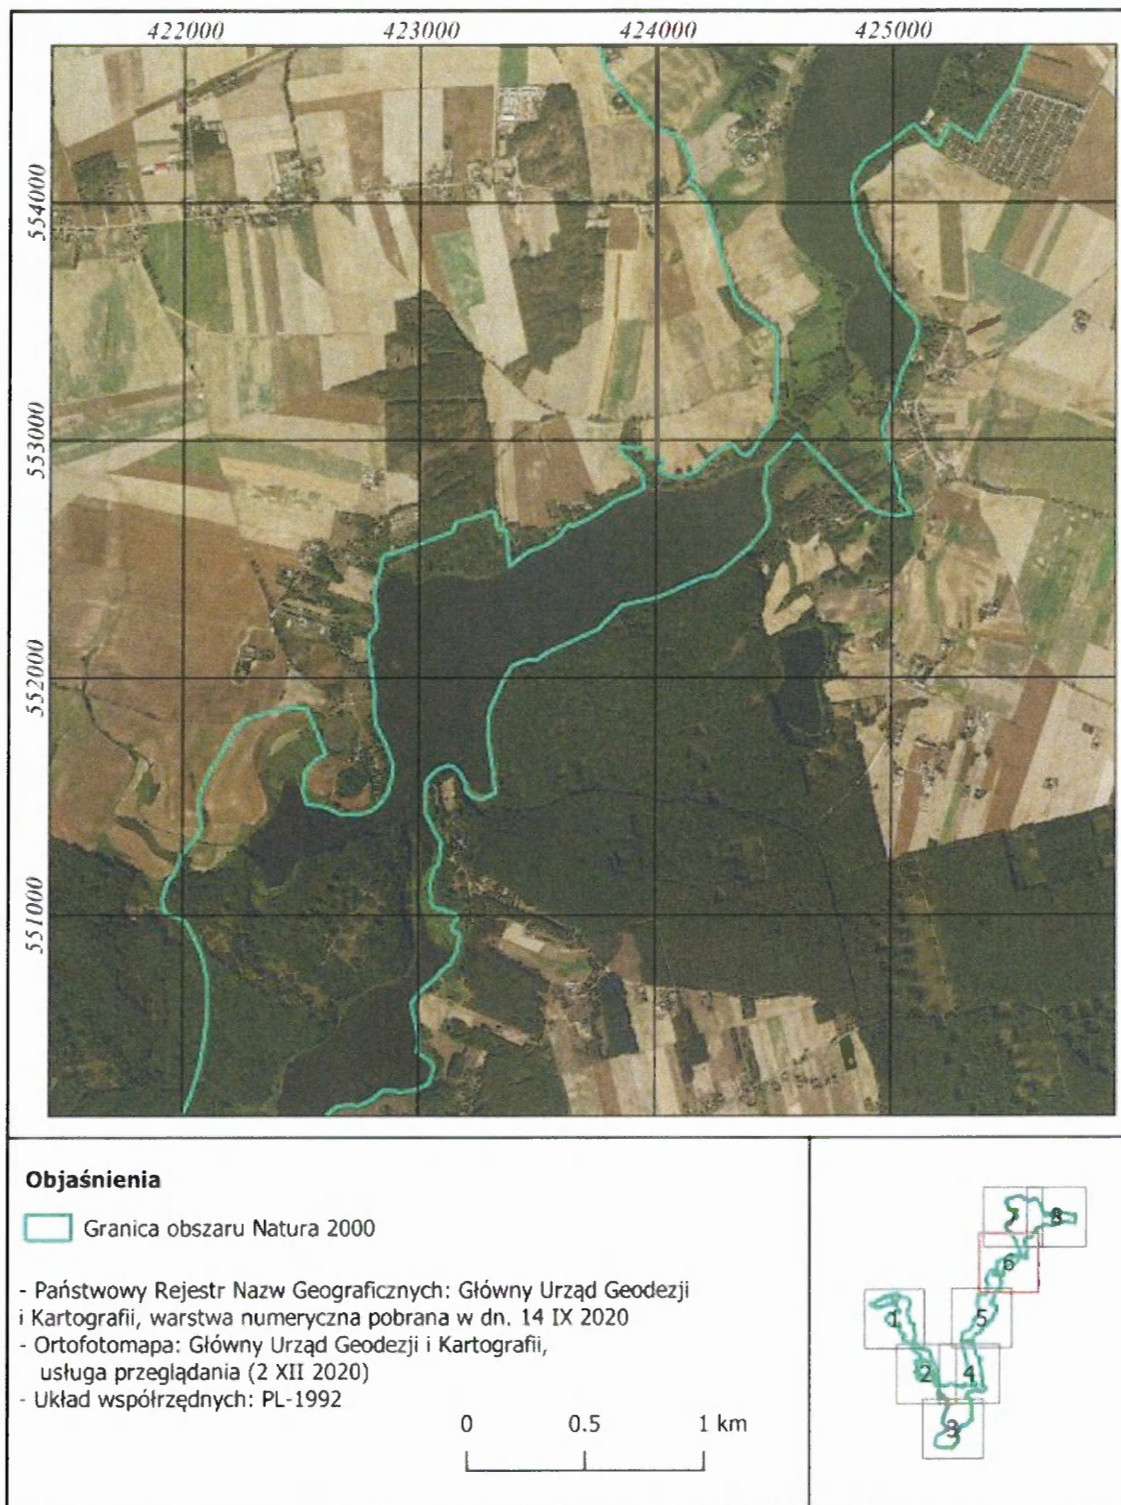 422000 423000 424000 425000
554000
553000
552000
551000
Objaśnienia
Granica obszaru Natura 2000
- Państwowy Rejestr Nazw Geograficznych: Główny Urząd Geodezji
i Kartografii, warstwa numeryczna pobrana w dn. 14 IX 2020
- Ortofotomapa: Główny Urząd Geodezji i Kartografii,
usługa przeglądania (2 XII 2020)
- Układ współrzędnych: PL-1992
0 0.5 1 km
7 8
6
1 5
2 4
3